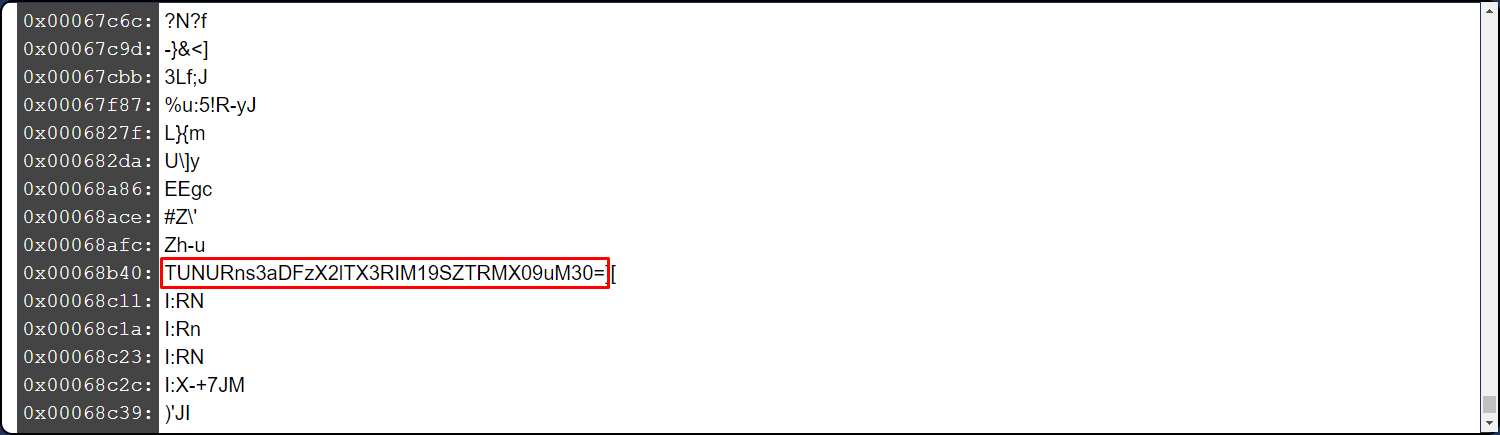 0x00067c6c: ?N?f
0x00067c9d: -}&<]
0x00067cbb: 3Lf;J
0x00067f87: %u:5!R-yJ
0x0006827f: L}{m
0x000682da: U\]y
0x00068a86: EEgc
0x00068ace: #Z\'
0x00068afc: Zh-u
0x00068b40: TUNURns3aDFzX2lTX3RIM19SZTRMX09uM30=][
0x00068c11: I:RN
0x00068c1a: I:Rn
0x00068c23: I:RN
0x00068c2c: I:X-+7JM
0x00068c39: )'JI